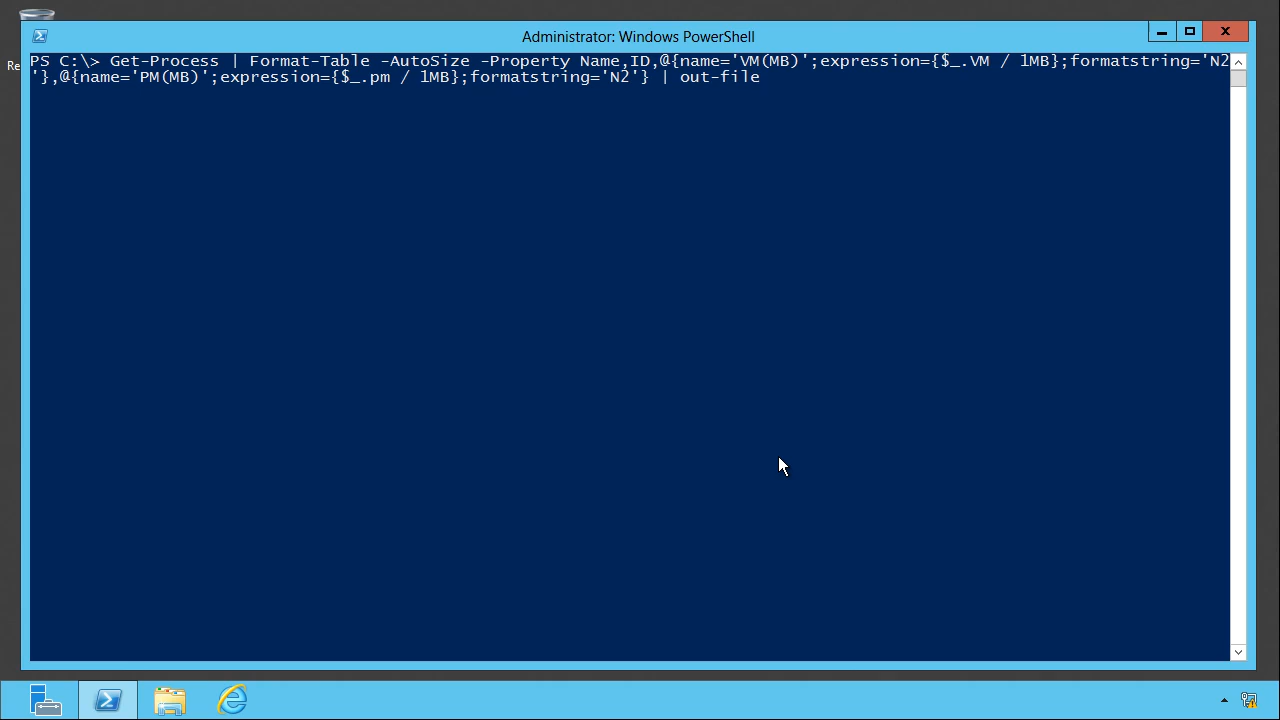 Administrator: Windows PowerShell
Re
PS C:\> Get-Process | Format-Table -AutoSize -Property Name,ID,@{name='VM(MB)';expression={$_.VM / 1MB};formatstring='N2
'},@{name='PM(MB)';expression={$_.pm / 1MB};formatstring='N2'} | out-file